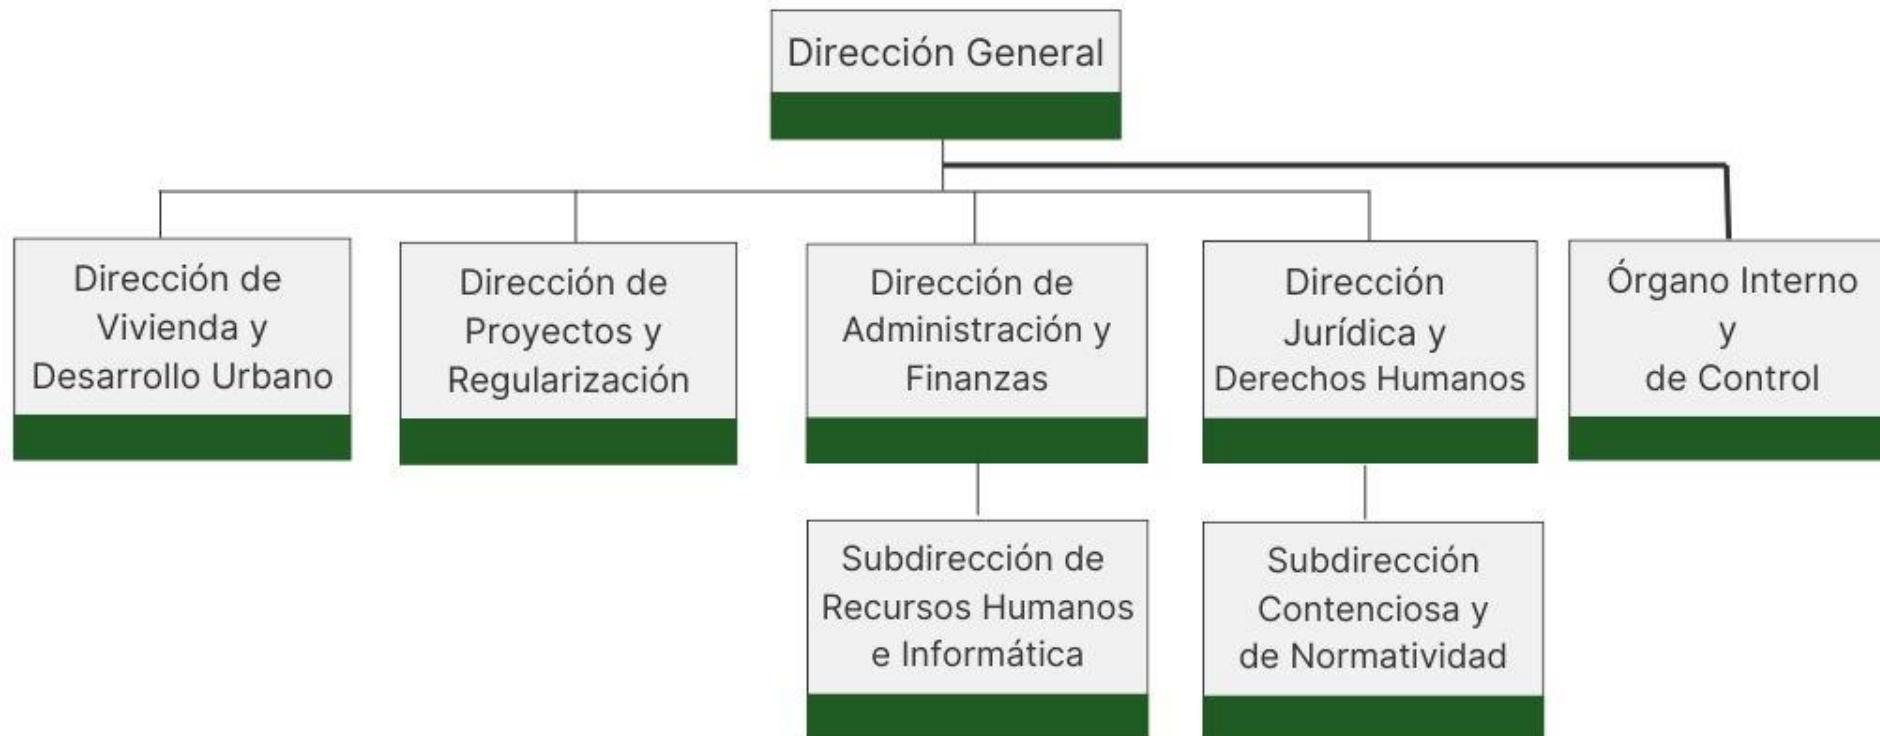 Dirección General
Dirección de
Vivienda y
Desarrollo Urbano
Dirección de
Proyectos y
Regularización
Dirección de
Administración y
Finanzas
Dirección
Jurídica y
Derechos Humanos
Órgano Interno
y
de Control
Subdirección de
Recursos Humanos
e Informática
Subdirección
Contenciosa y
de Normatividad